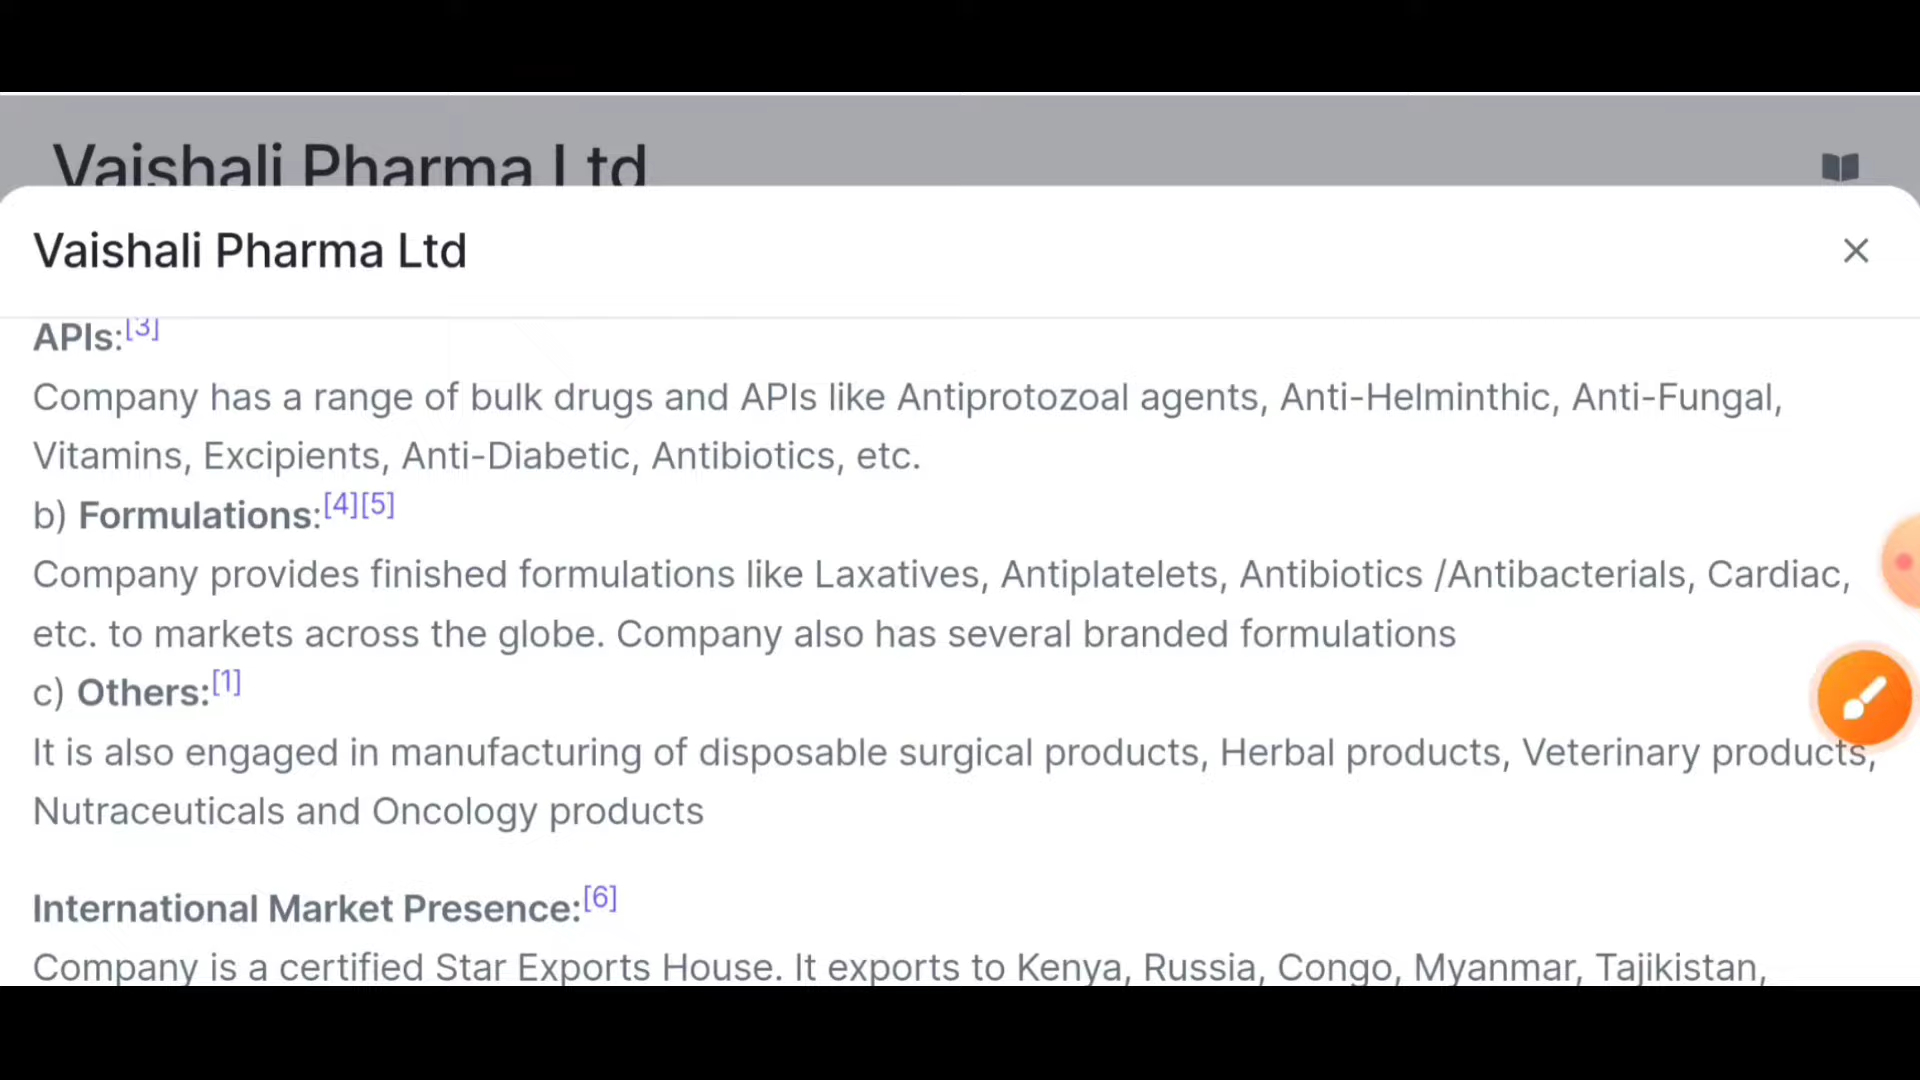 Vaishali Pharma Ltd
Vaishali Pharma Ltd
APIs:[3]
Company has a range of bulk drugs and APIs like Antiprotozoal agents, Anti-Helminthic, Anti-Fungal,
Vitamins, Excipients, Anti-Diabetic, Antibiotics, etc.
b) Formulations:[4][5]
Company provides finished formulations like Laxatives, Antiplatelets, Antibiotics /Antibacterials, Cardiac,
etc. to markets across the globe. Company also has several branded formulations
c) Others:[1]
It is also engaged in manufacturing of disposable surgical products, Herbal products, Veterinary products,
Nutraceuticals and Oncology products
International Market Presence:[6]
Company is a certified Star Exports House. It exports to Kenya, Russia, Congo, Myanmar, Tajikistan,